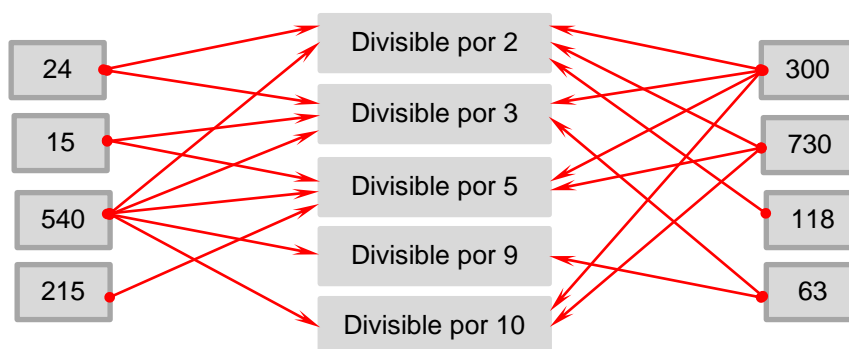 24
15
540
215
Divisible por 2
Divisible por 3
Divisible por 5
Divisible por 9
Divisible por 10
300
730
118
63